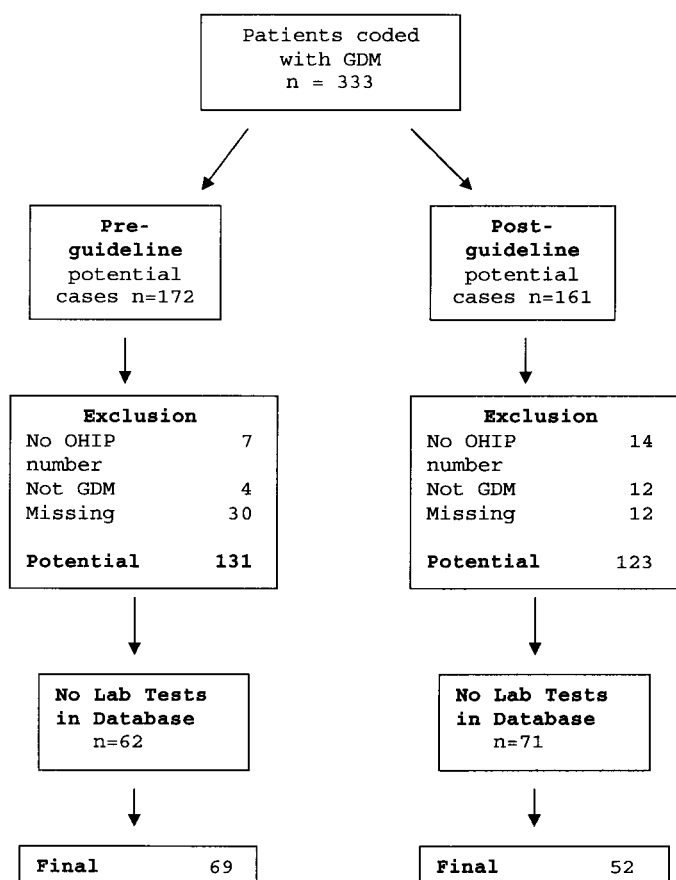 Patients coded
with GDM
n = 333
Pre-
guideline
potential
cases n=172
Post-
guideline
potential
cases n=161
Exclusion
No OHIP 7
number
Not GDM 4
Missing 30
Potential 131
Exclusion
No OHIP 14
number
Not GDM 12
Missing 12
Potential 123
No Lab Tests
in Database
n=62
No Lab Tests
in Database
n=71
Final 69
Final 52